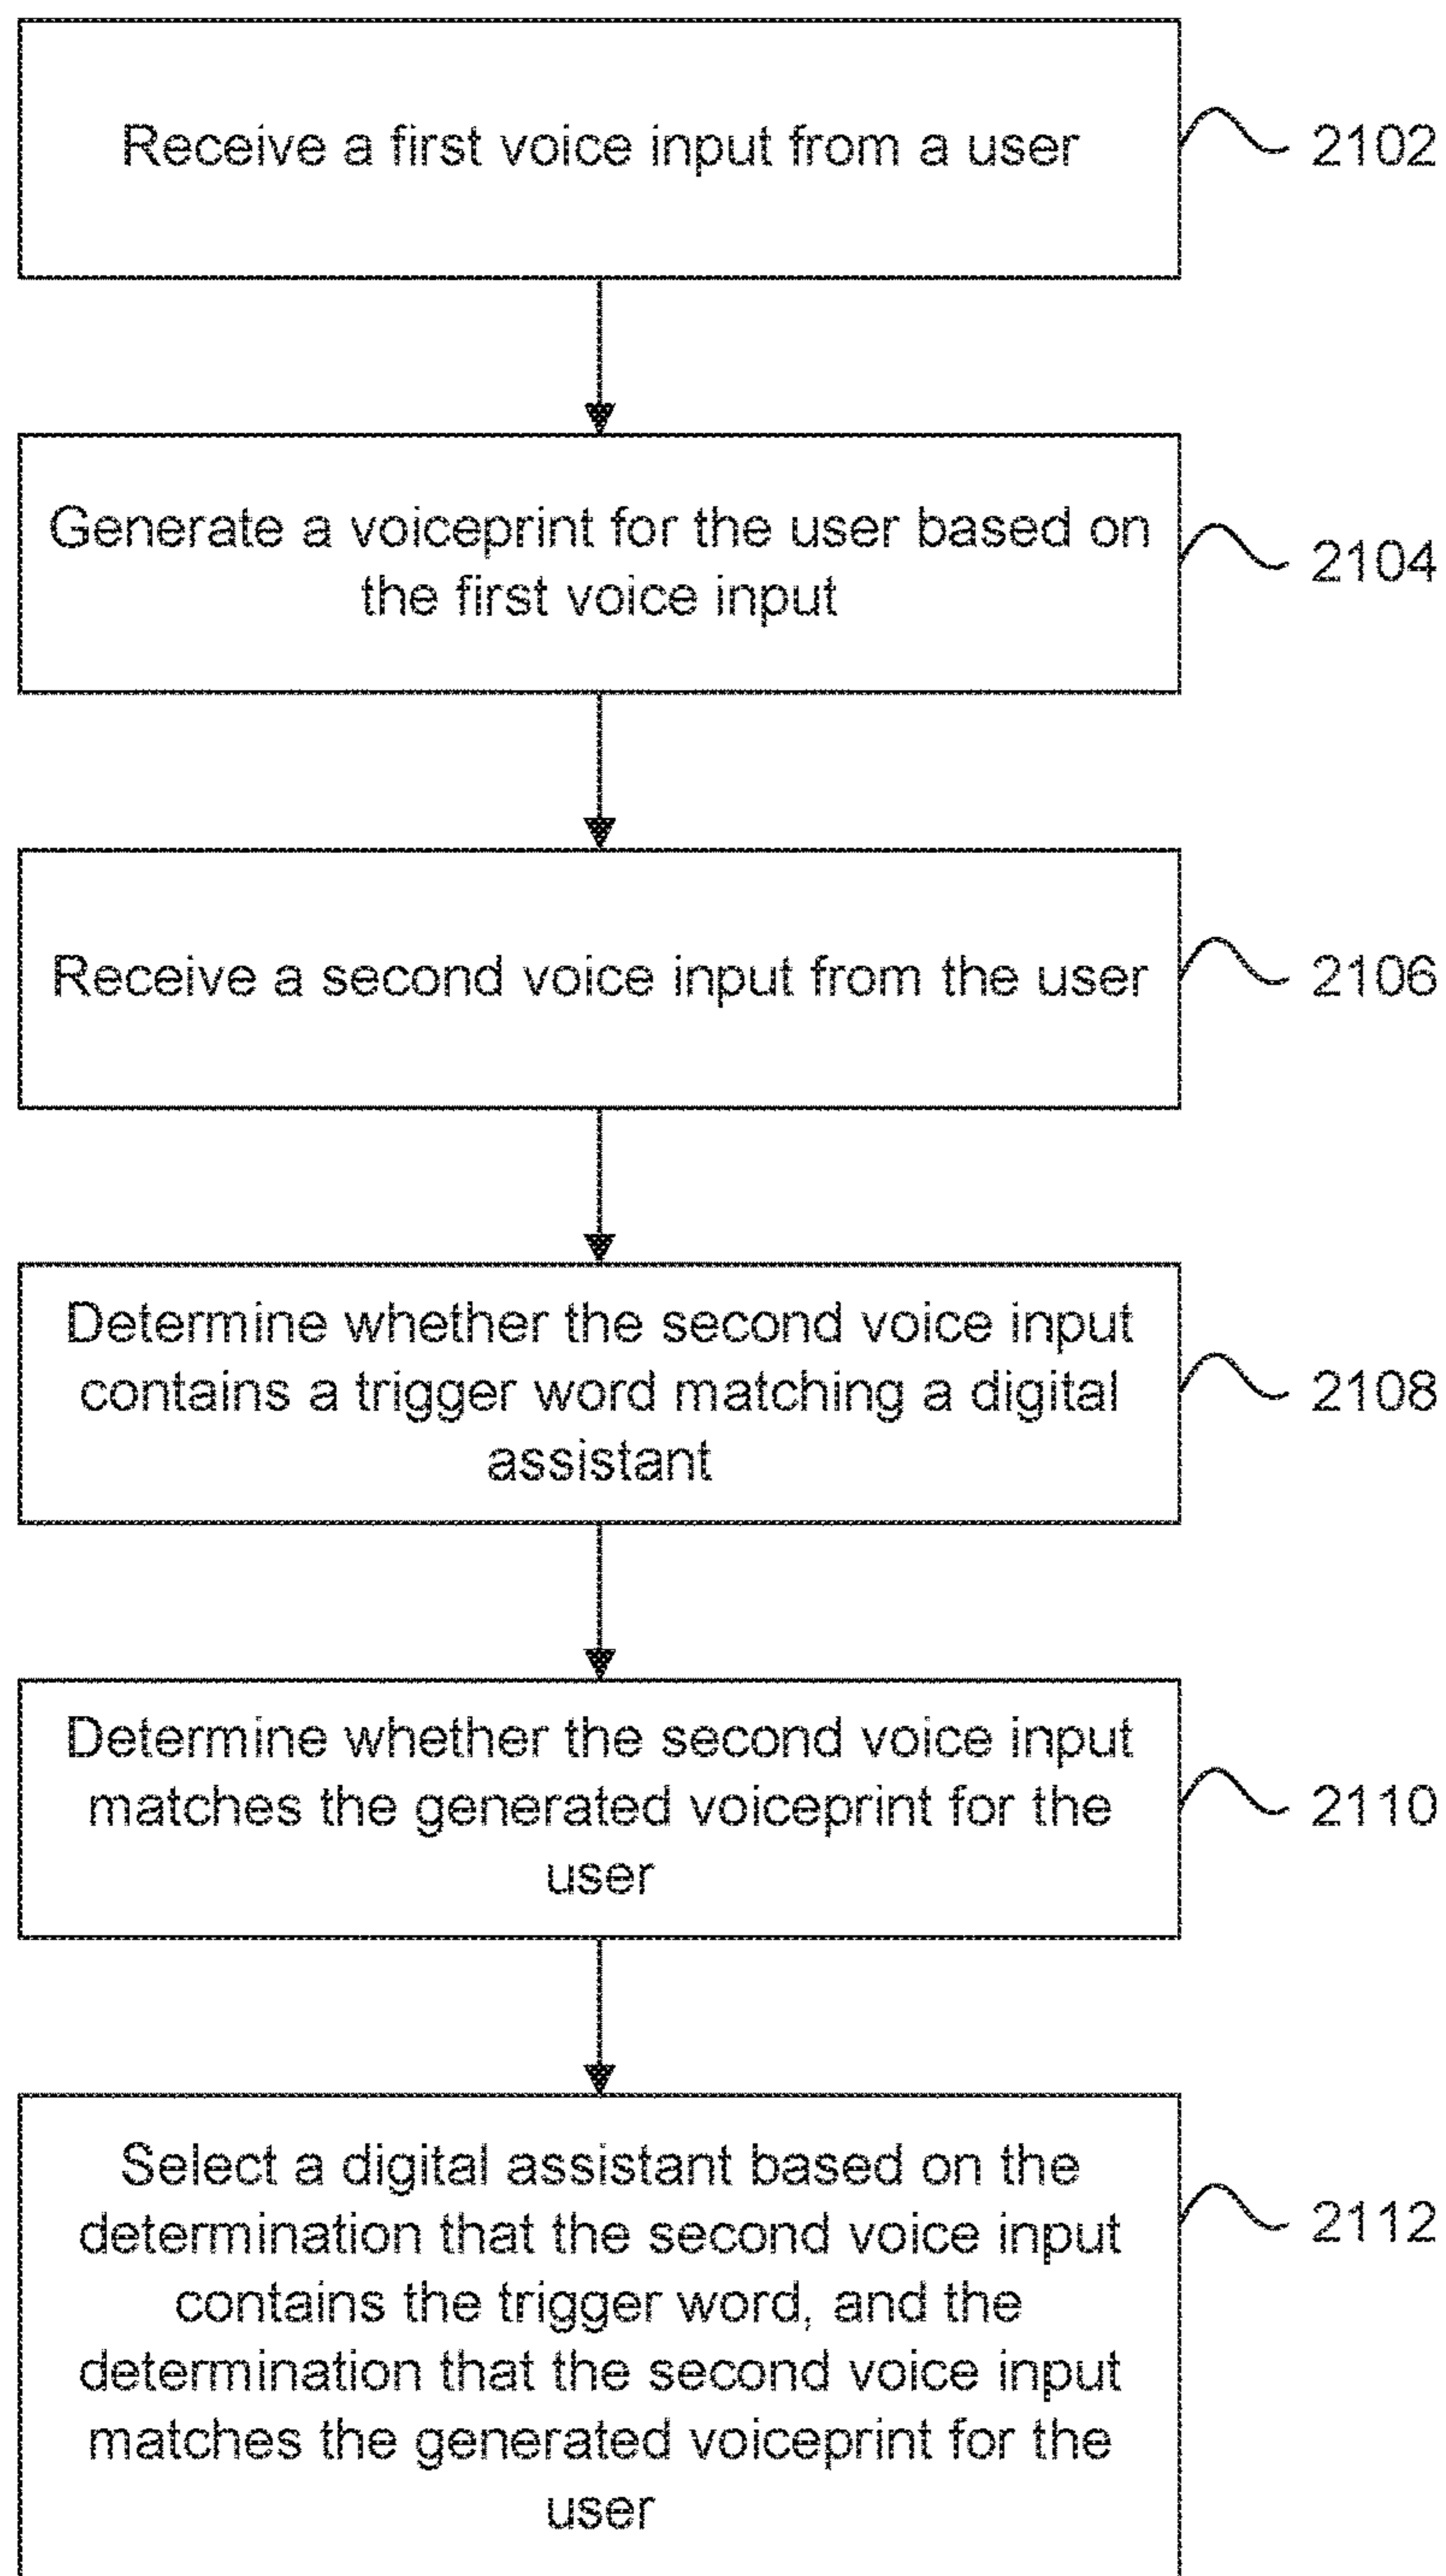 Receive a first voice input from a user
2102
Generate a voiceprint for the user based on
the first voice input
2104
Receive a second voice input from the user
2106
Determine whether the second voice input
contains a trigger word matching a digital
assistant
2108
Determine whether the second voice input
matches the generated voiceprint for the
user
2110
Select a digital assistant based on the
determination that the second voice input
contains the trigger word, and the
determination that the second voice input
matches the generated voiceprint for the
user
2112